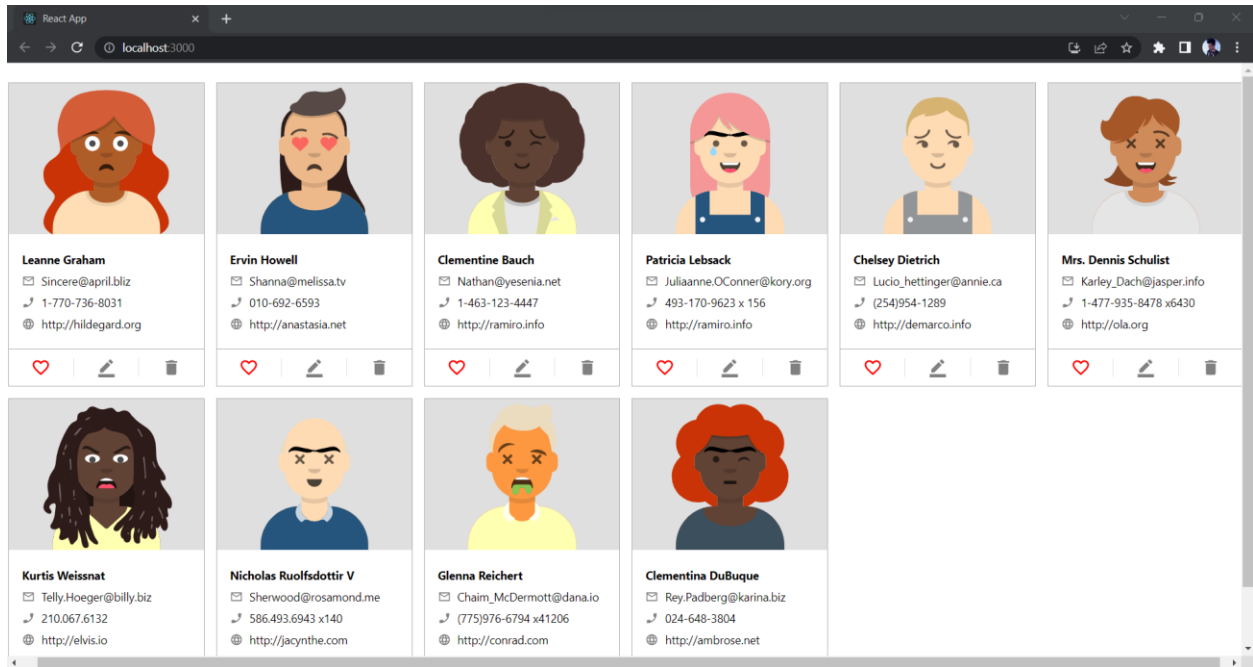 React App
localhost:3000
Leanne Graham
Sincere@april.bliz
1-770-736-8031
http://hildegard.org
Ervin Howell
Shanna@melissa.tv
010-692-6593
http://anastasia.net
Clementine Bauch
Nathan@yesenia.net
1-463-123-4447
http://ramiro.info
Patricia Lebsack
Juliaanne.OConner@kory.org
493-170-9623 x 156
http://ramiro.info
Chelsey Dietrich
Lucio_hettinger@annie.ca
(254)954-1289
http://demarco.info
Mrs. Dennis Schulist
Karley_Dach@jasper.info
1-477-935-8478 x6430
http://ola.org
Kurtis Weissnat
Telly.Hoeger@billy.biz
210.067.6132
http://elvis.io
Nicholas Ruolfsdottir V
Sherwood@rosamond.me
586.493.6943 x140
http://jacynthe.com
Glenna Reichert
Chaim_McDermott@dana.io
(775)976-6794 x41206
http://conrad.com
Clementina DuBuque
Rey.Padberg@karina.biz
024-648-3804
http://ambrose.net